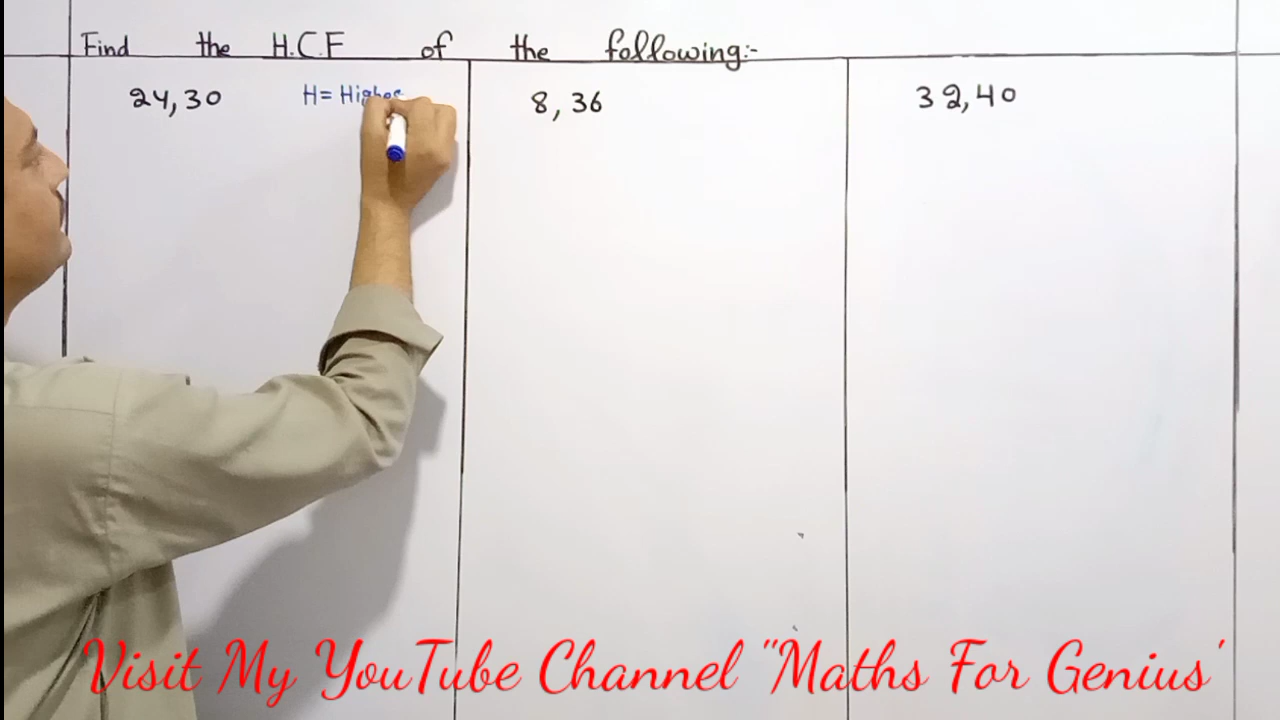 Find the H.C.F of the following:-
24,30
H=
8, 36
32,40
Visit My YouTube Channel "Maths For Genius'